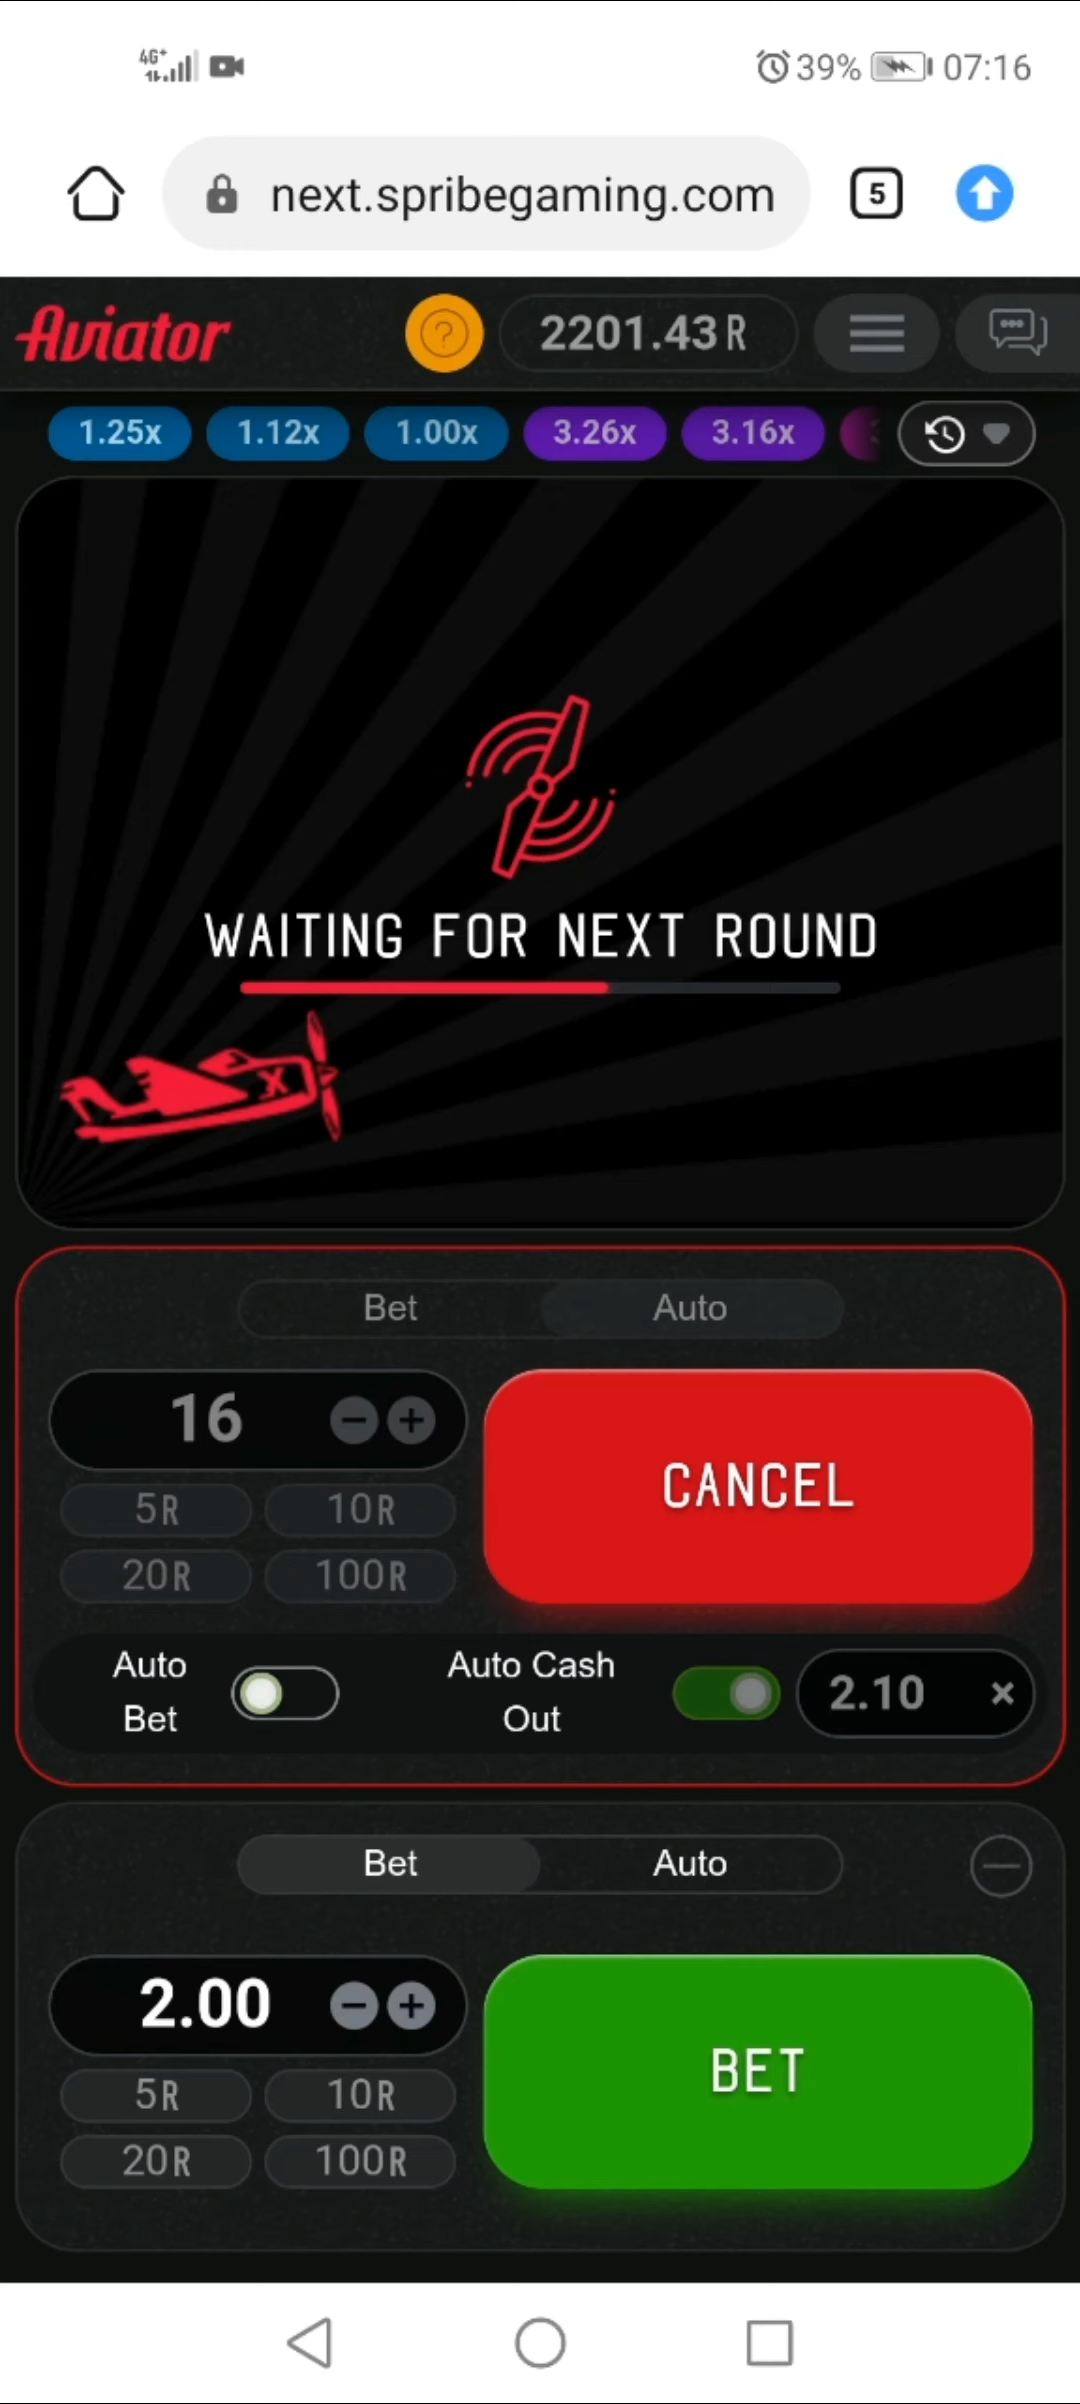 4G+ 39% 07:16
next.spribegaming.com 5
Aviator ? 2201.43R
1.25x 1.12x 1.00x 3.26x 3.16x
WAITING FOR NEXT ROUND
X
Bet Auto
16 − +
CANCEL
5R 10R
20R 100R
Auto Bet
Auto Cash Out
2.10 ×
Bet Auto
2.00 − +
BET
5R 10R
20R 100R